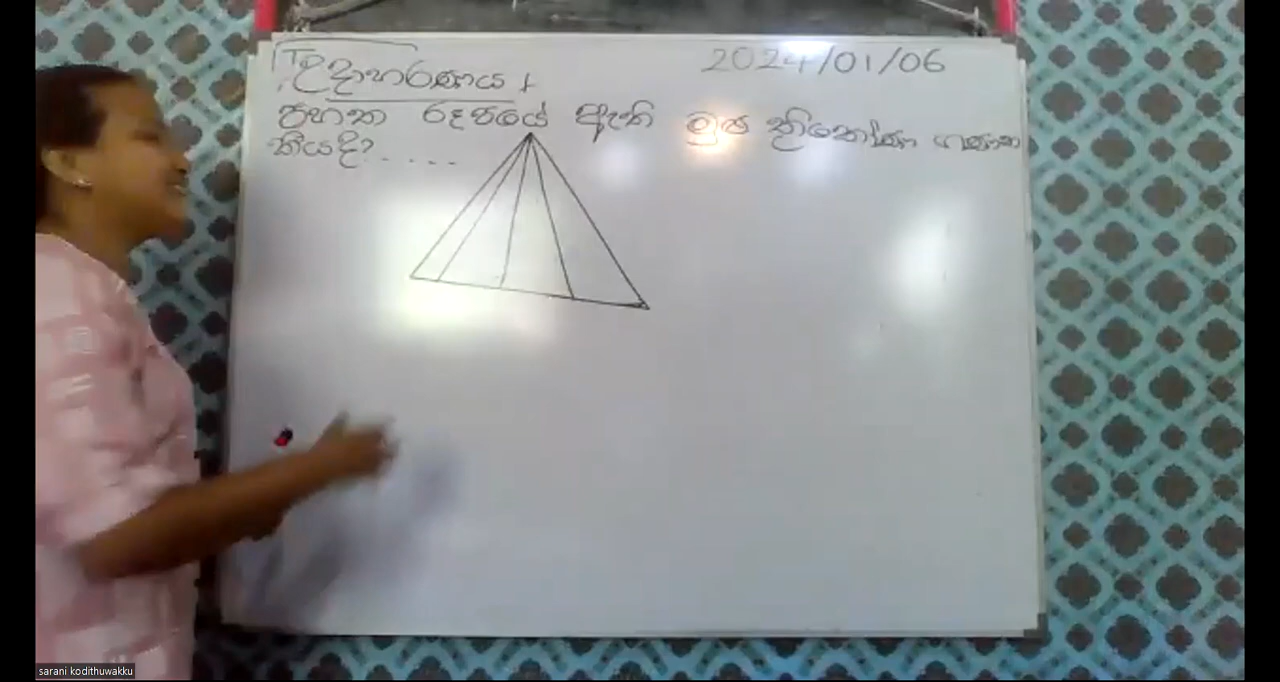 උදාහරණය +
2024/01/06
පහත රූපයේ ඇති මුළු ත්‍රිකෝණ ගණන
කීයද?.....
sarani kodithuwakku